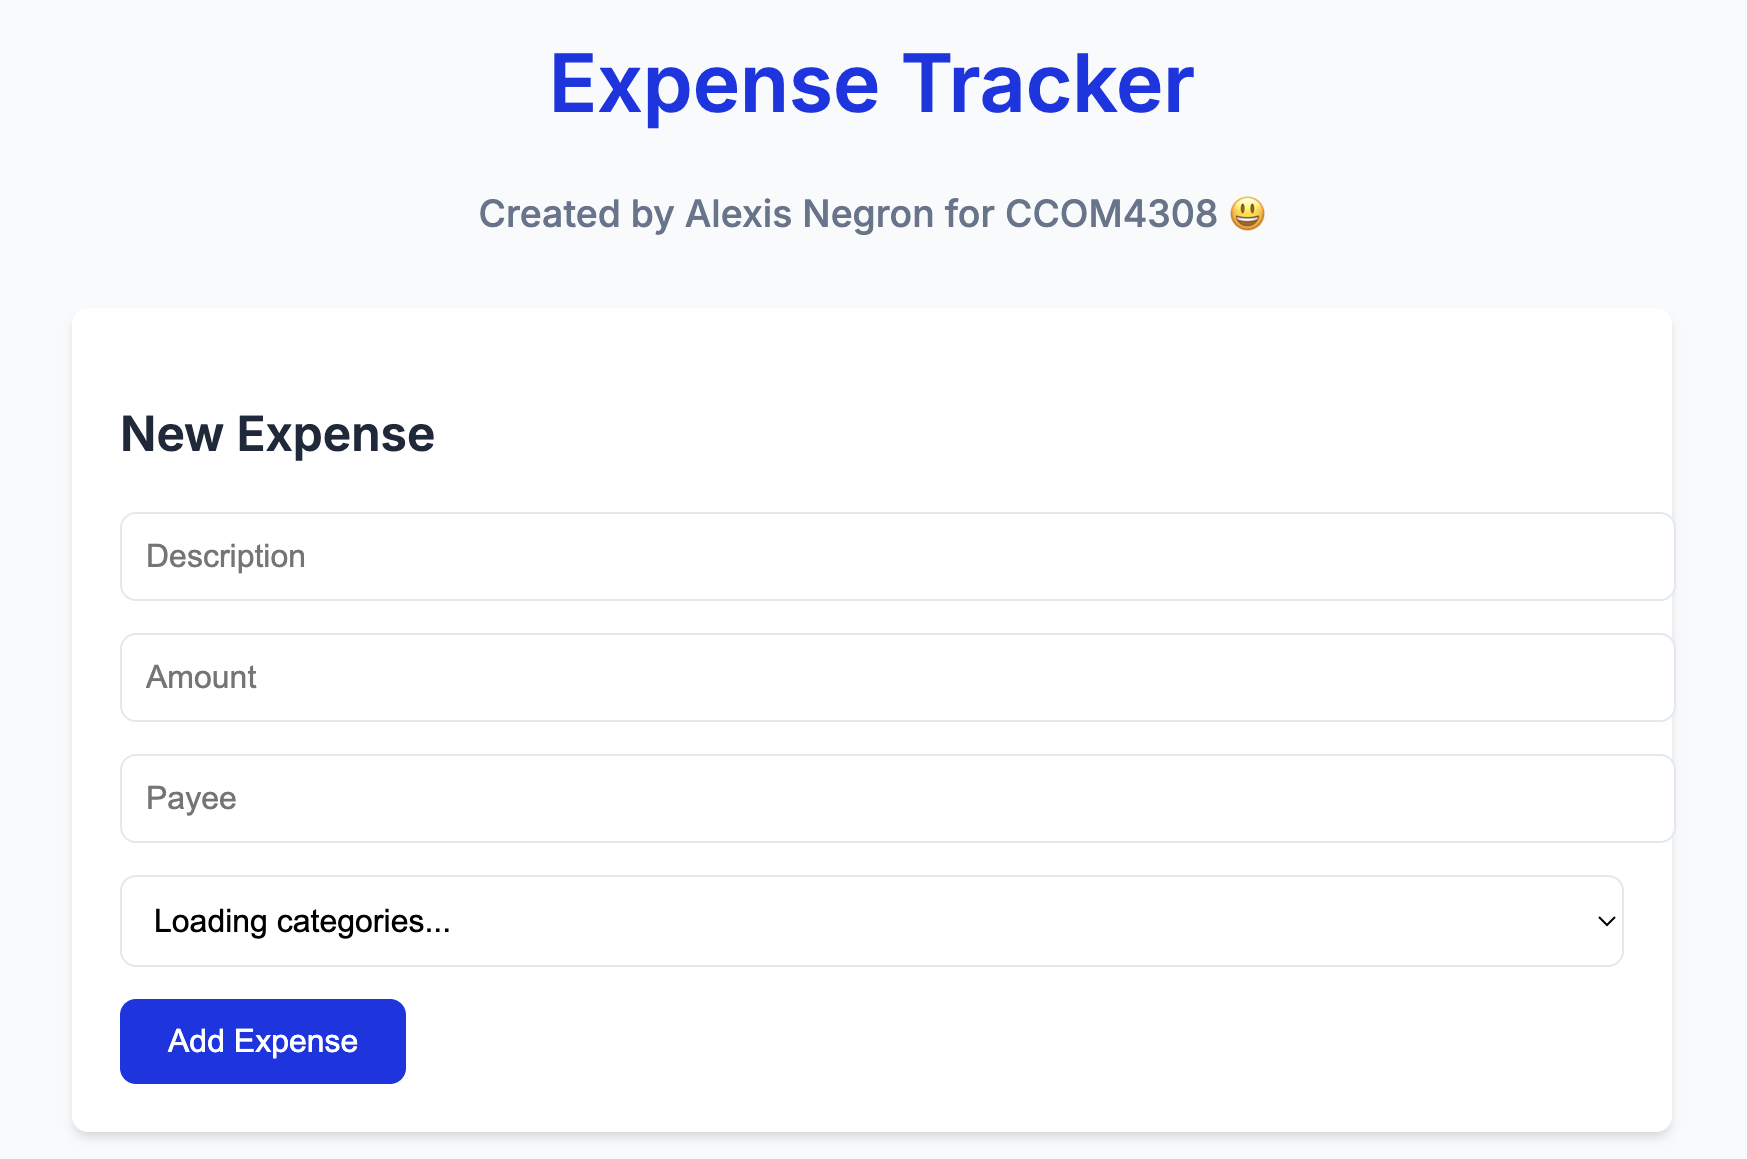 Expense Tracker
Created by Alexis Negron for CCOM4308 😃
New Expense
Description
Amount
Payee
Loading categories...
Add Expense